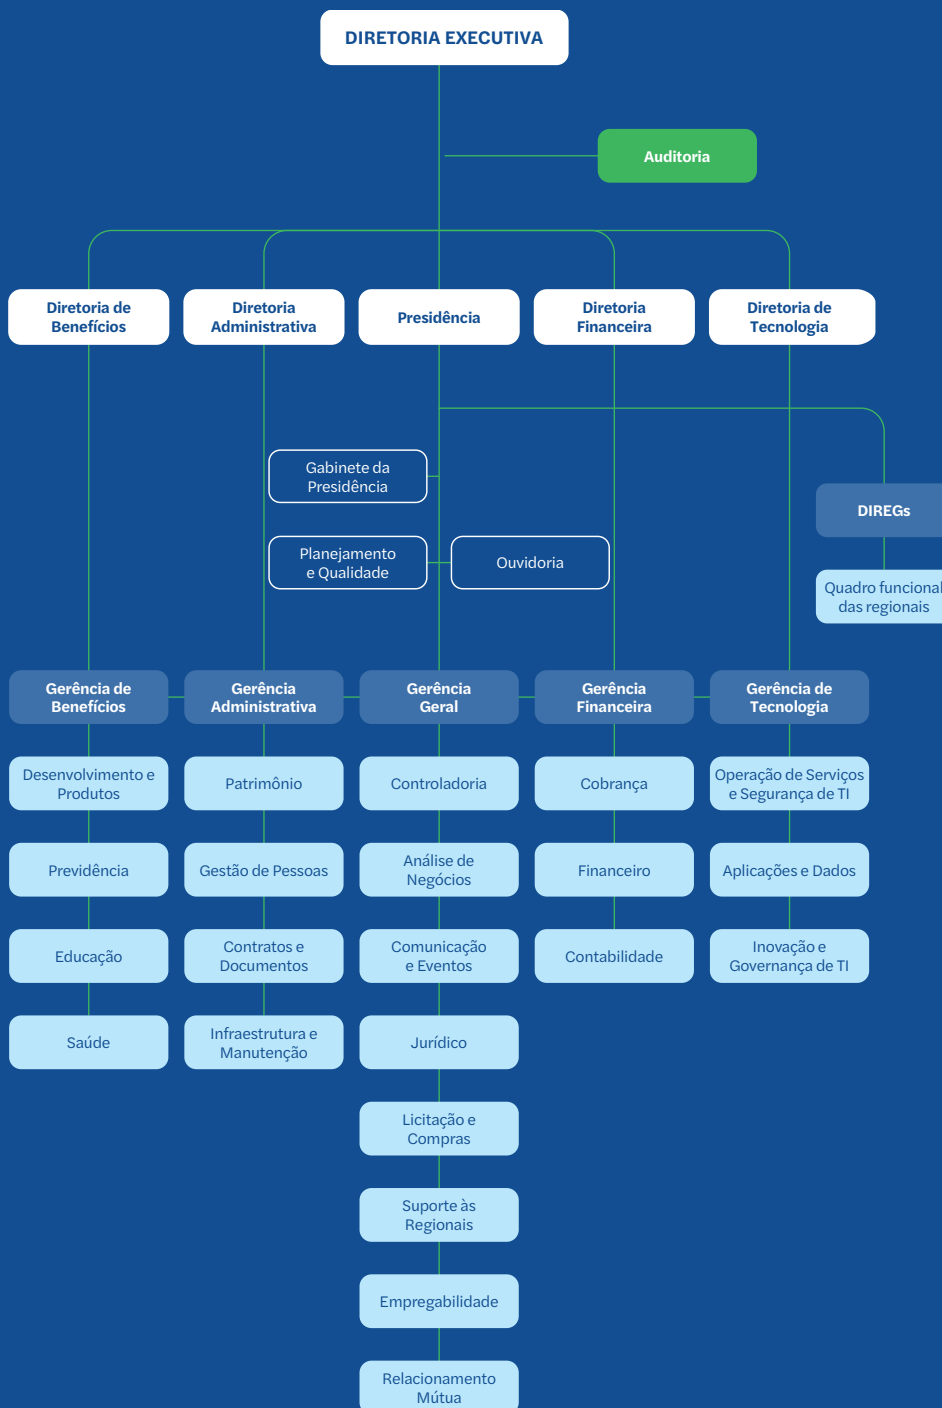 DIRETORIA EXECUTIVA
Auditoria
Diretoria de
Benefícios
Diretoria
Administrativa
Presidência
Diretoria
Financeira
Diretoria de
Tecnologia
Gabinete da
Presidência
DIREGs
Planejamento
e Qualidade
Ouvidoria
Quadro funcional
das regionais
Gerência de
Benefícios
Gerência
Administrativa
Gerência
Geral
Gerência
Financeira
Gerência de
Tecnologia
Desenvolvimento e
Produtos
Patrimônio
Controladoria
Cobrança
Operação de Serviços
e Segurança de TI
Previdência
Gestão de Pessoas
Análise de
Negócios
Financeiro
Aplicações e Dados
Educação
Contratos e
Documentos
Comunicação
e Eventos
Contabilidade
Inovação e
Governança de TI
Saúde
Infraestrutura e
Manutenção
Jurídico
Licitação e
Compras
Suporte às
Regionais
Empregabilidade
Relacionamento
Mútua